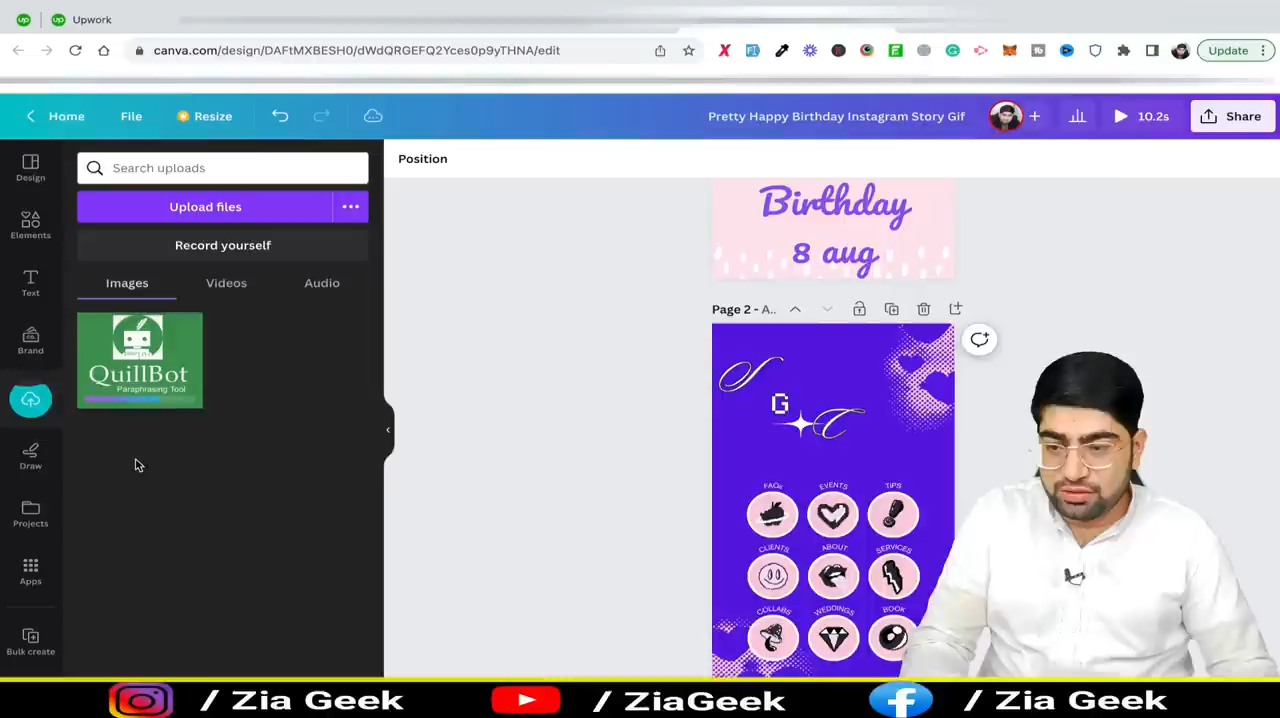 Upwork
canva.com/design/DAFtMXBESH0/dWdQRGEFQ2Yces0p9yTHNA/edit
Update
Home
File
Resize
Pretty Happy Birthday Instagram Story Gif
10.2s
Share
Design
Elements
Text
Brand
Draw
Projects
Apps
Bulk create
Search uploads
Upload files
Record yourself
Images
Videos
Audio
QuillBot
Paraphrasing Tool
Position
Birthday
8 aug
Page 2 - A..
S
G
C
FAQs EVENTS TIPS
CLIENTS ABOUT SERVICES
COLLABS WEDDINGS BOOK
/ Zia Geek
/ ZiaGeek
/ Zia Geek